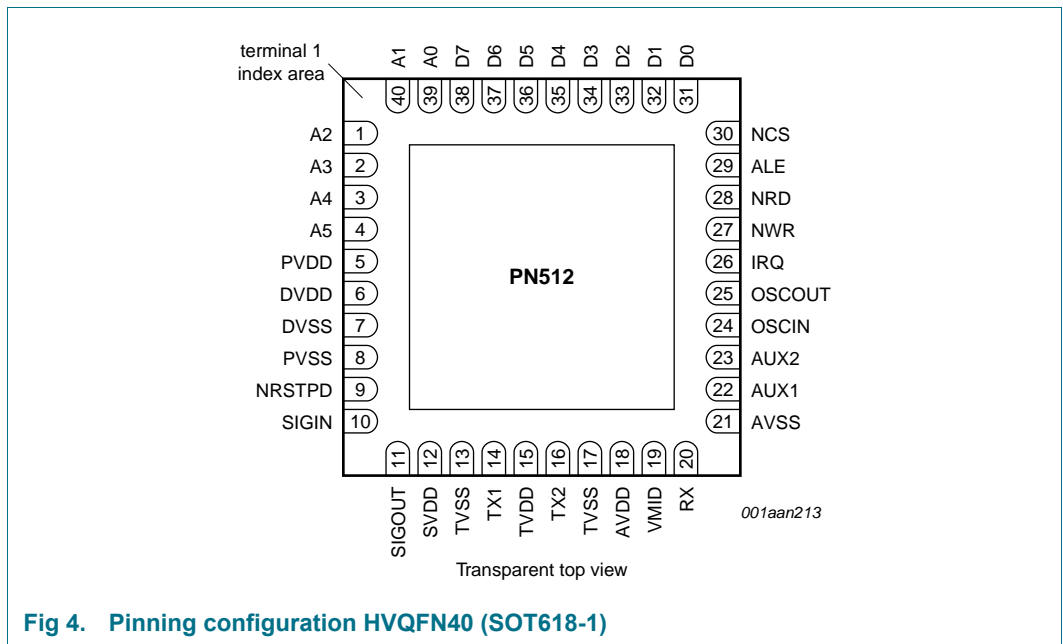 terminal 1
index area
A1 A0 D7 D6 D5 D4 D3 D2 D1 D0
40 39 38 37 36 35 34 33 32 31
A2 1 30 NCS
A3 2 29 ALE
A4 3 28 NRD
A5 4 27 NWR
PVDD 5 26 IRQ
DVDD 6 25 OSCOUT
DVSS 7 24 OSCIN
PVSS 8 23 AUX2
NRSTPD 9 22 AUX1
SIGIN 10 21 AVSS
PN512
11 12 13 14 15 16 17 18 19 20
SIGOUT SVDD TVSS TX1 TVDD TX2 TVSS AVDD VMID RX
001aan213
Transparent top view
Fig 4. Pinning configuration HVQFN40 (SOT618-1)